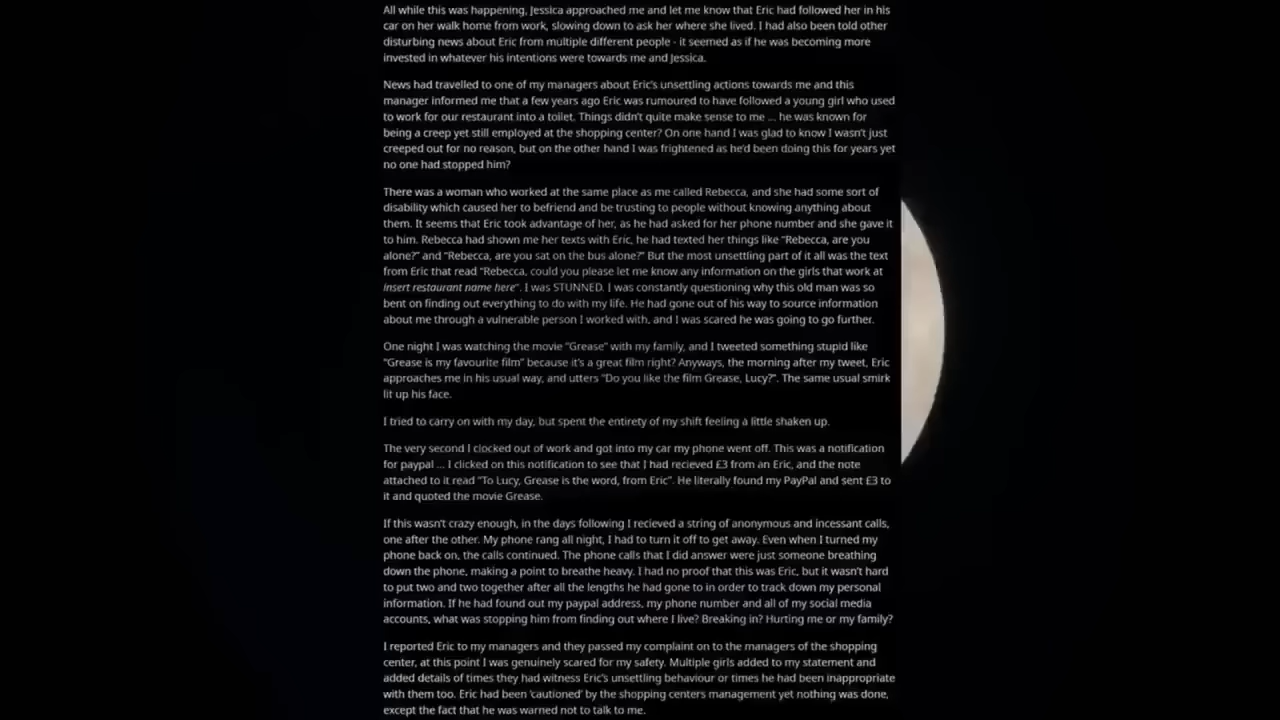 All while this was happening, Jessica approached me and let me know that Eric had followed her in his
car on her walk home from work, slowing down to ask her where she lived. I had also been told other
disturbing news about Eric from multiple different people - it seemed as if he was becoming more
invested in whatever his intentions were towards me and Jessica.
News had travelled to one of my managers about Eric's unsettling actions towards me and this
manager informed me that a few years ago Eric was rumoured to have followed a young girl who used
to work for our restaurant into a toilet. Things didn't quite make sense to me ... he was known for
being a creep yet still employed at the shopping center? On one hand I was glad to know I wasn't just
creeped out for no reason, but on the other hand I was frightened as he'd been doing this for years yet
no one had stopped him?
There was a woman who worked at the same place as me called Rebecca, and she had some sort of
disability which caused her to befriend and be trusting to people without knowing anything about
them. It seems that Eric took advantage of her, as he had asked for her phone number and she gave it
to him. Rebecca had shown me her texts with Eric, he had texted her things like "Rebecca, are you
alone?" and "Rebecca, are you sat on the bus alone?" But the most unsettling part of it all was the text
from Eric that read "Rebecca, could you please let me know any information on the girls that work at
insert restaurant name here". I was STUNNED. I was constantly questioning why this old man was so
bent on finding out everything to do with my life. He had gone out of his way to source information
about me through a vulnerable person I worked with, and I was scared he was going to go further.
One night I was watching the movie "Grease" with my family, and I tweeted something stupid like
"Grease is my favourite film" because it's a great film right? Anyways, the morning after my tweet, Eric
approaches me in his usual way, and utters "Do you like the film Grease, Lucy?". The same usual smirk
lit up his face.
I tried to carry on with my day, but spent the entirety of my shift feeling a little shaken up.
The very second I clocked out of work and got into my car my phone went off. This was a notification
for paypal ... I clicked on this notification to see that I had recieved £3 from an Eric, and the note
attached to it read "To Lucy, Grease is the word, from Eric". He literally found my PayPal and sent £3 to
it and quoted the movie Grease.
If this wasn't crazy enough, in the days following I recieved a string of anonymous and incessant calls,
one after the other. My phone rang all night, I had to turn it off to get away. Even when I turned my
phone back on, the calls continued. The phone calls that I did answer were just someone breathing
down the phone, making a point to breathe heavy. I had no proof that this was Eric, but it wasn't hard
to put two and two together after all the lengths he had gone to in order to track down my personal
information. If he had found out my paypal address, my phone number and all of my social media
accounts, what was stopping him from finding out where I live? Breaking in? Hurting me or my family?
I reported Eric to my managers and they passed my complaint on to the managers of the shopping
center, at this point I was genuinely scared for my safety. Multiple girls added to my statement and
added details of times they had witness Eric's unsettling behaviour or times he had been inappropriate
with them too. Eric had been 'cautioned' by the shopping centers management yet nothing was done,
except the fact that he was warned not to talk to me.